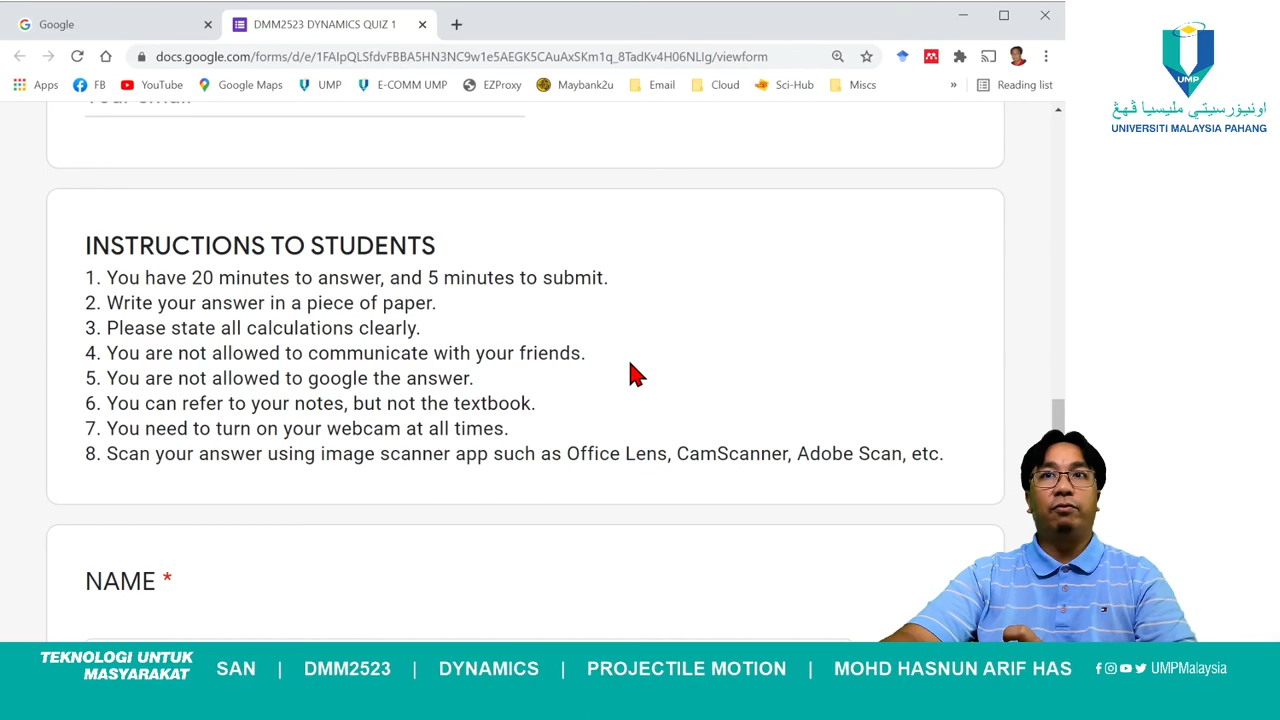 Google
DMM2523 DYNAMICS QUIZ 1
docs.google.com/forms/d/e/1FAIpQLSfdvFBBA5HN3NC9w1e5AEGK5CAuAxSKm1q_8TadKv4H06NLIg/viewform
Apps FB YouTube Google Maps UMP E-COMM UMP EZProxy Maybank2u Email Cloud Sci-Hub Miscs » Reading list
UMP
اونيۏرسيتي مليسيا ڤهڠ
UNIVERSITI MALAYSIA PAHANG
INSTRUCTIONS TO STUDENTS
1. You have 20 minutes to answer, and 5 minutes to submit.
2. Write your answer in a piece of paper.
3. Please state all calculations clearly.
4. You are not allowed to communicate with your friends.
5. You are not allowed to google the answer.
6. You can refer to your notes, but not the textbook.
7. You need to turn on your webcam at all times.
8. Scan your answer using image scanner app such as Office Lens, CamScanner, Adobe Scan, etc.
NAME *
TEKNOLOGI UNTUK
MASYARAKAT
SAN | DMM2523 | DYNAMICS | PROJECTILE MOTION | MOHD HASNUN ARIF HAS
UMPMalaysia